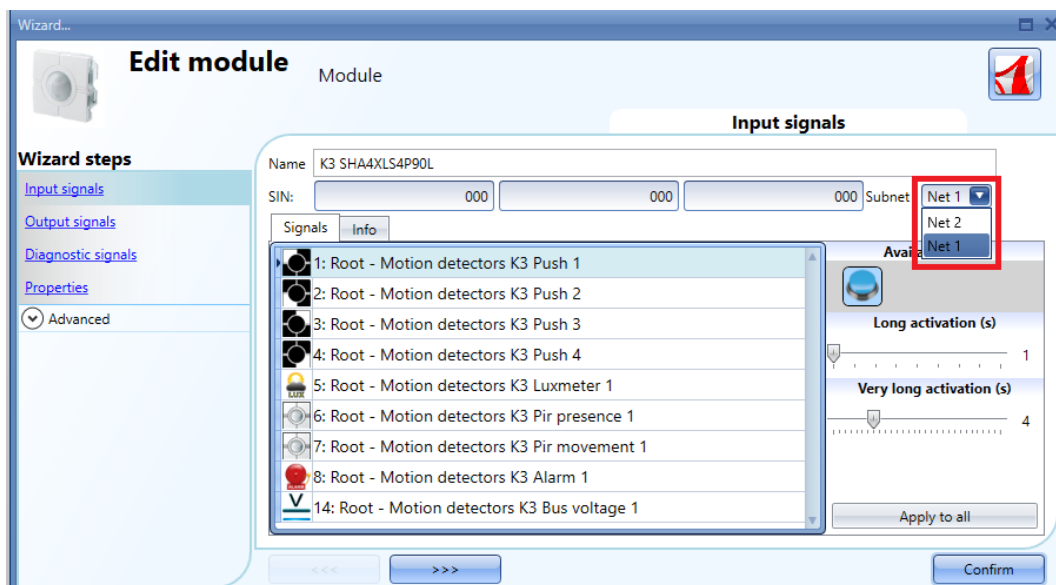 Wizard...
Edit module
Module
Input signals
Wizard steps
Input signals
Output signals
Diagnostic signals
Properties
Advanced
Name K3 SHA4XLS4P90L
SIN: 000 000 000 Subnet Net 1
Net 2
Net 1
Signals Info
1: Root - Motion detectors K3 Push 1
2: Root - Motion detectors K3 Push 2
3: Root - Motion detectors K3 Push 3
4: Root - Motion detectors K3 Push 4
LUX
5: Root - Motion detectors K3 Luxmeter 1
6: Root - Motion detectors K3 Pir presence 1
7: Root - Motion detectors K3 Pir movement 1
ALARM
8: Root - Motion detectors K3 Alarm 1
V
14: Root - Motion detectors K3 Bus voltage 1
Avai
Long activation (s)
1
Very long activation (s)
4
Apply to all
<<<
>>>
Confirm